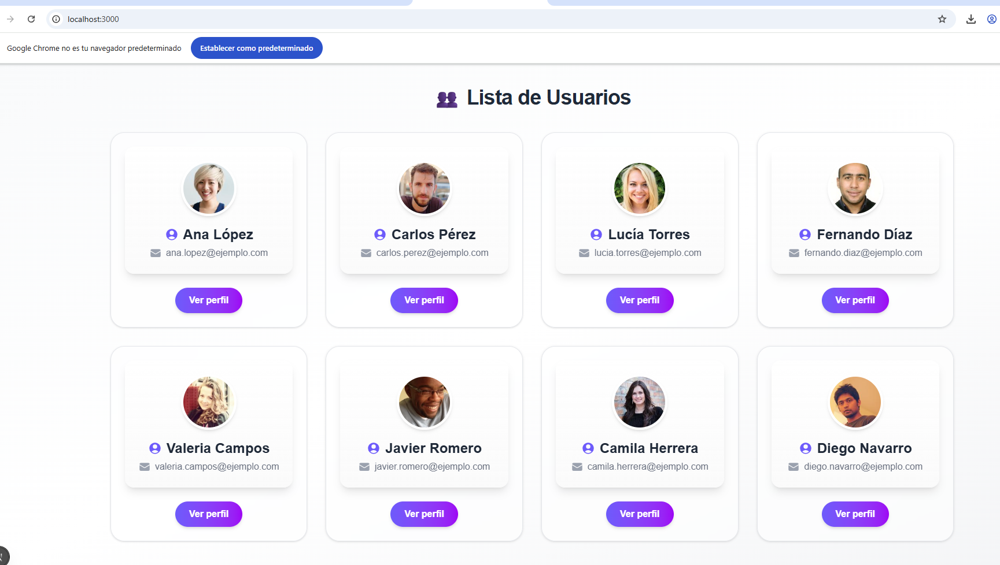 localhost:3000
Google Chrome no es tu navegador predeterminado Establecer como predeterminado
Lista de Usuarios
Ana López Carlos Pérez Lucía Torres Fernando Díaz
ana.lopez@ejemplo.com carlos.perez@ejemplo.com lucia.torres@ejemplo.com fernando.diaz@ejemplo.com
Ver perfil Ver perfil Ver perfil Ver perfil
Valeria Campos Javier Romero Camila Herrera Diego Navarro
valeria.campos@ejemplo.com javier.romero@ejemplo.com camila.herrera@ejemplo.com diego.navarro@ejemplo.com
Ver perfil Ver perfil Ver perfil Ver perfil